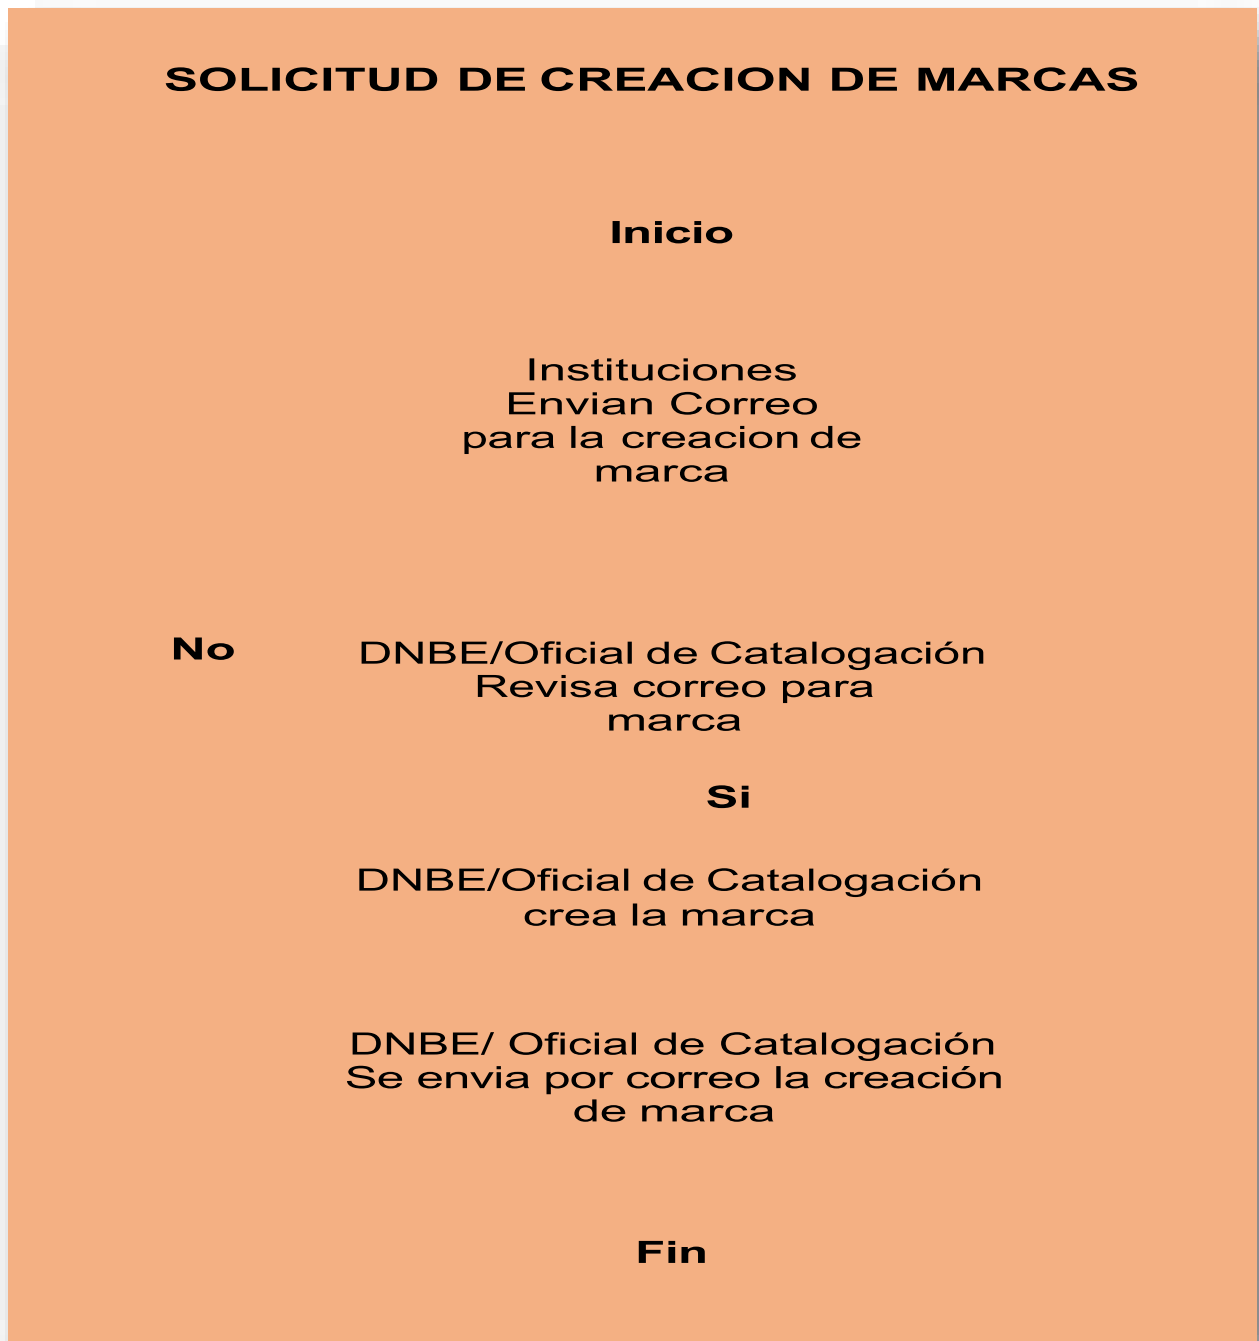 SOLICITUD DE CREACION DE MARCAS
Inicio
Instituciones
Envian Correo
para la creacion de
marca
No
DNBE/Oficial de Catalogación
Revisa correo para
marca
Si
DNBE/Oficial de Catalogación
crea la marca
DNBE/ Oficial de Catalogación
Se envia por correo la creación
de marca
Fin